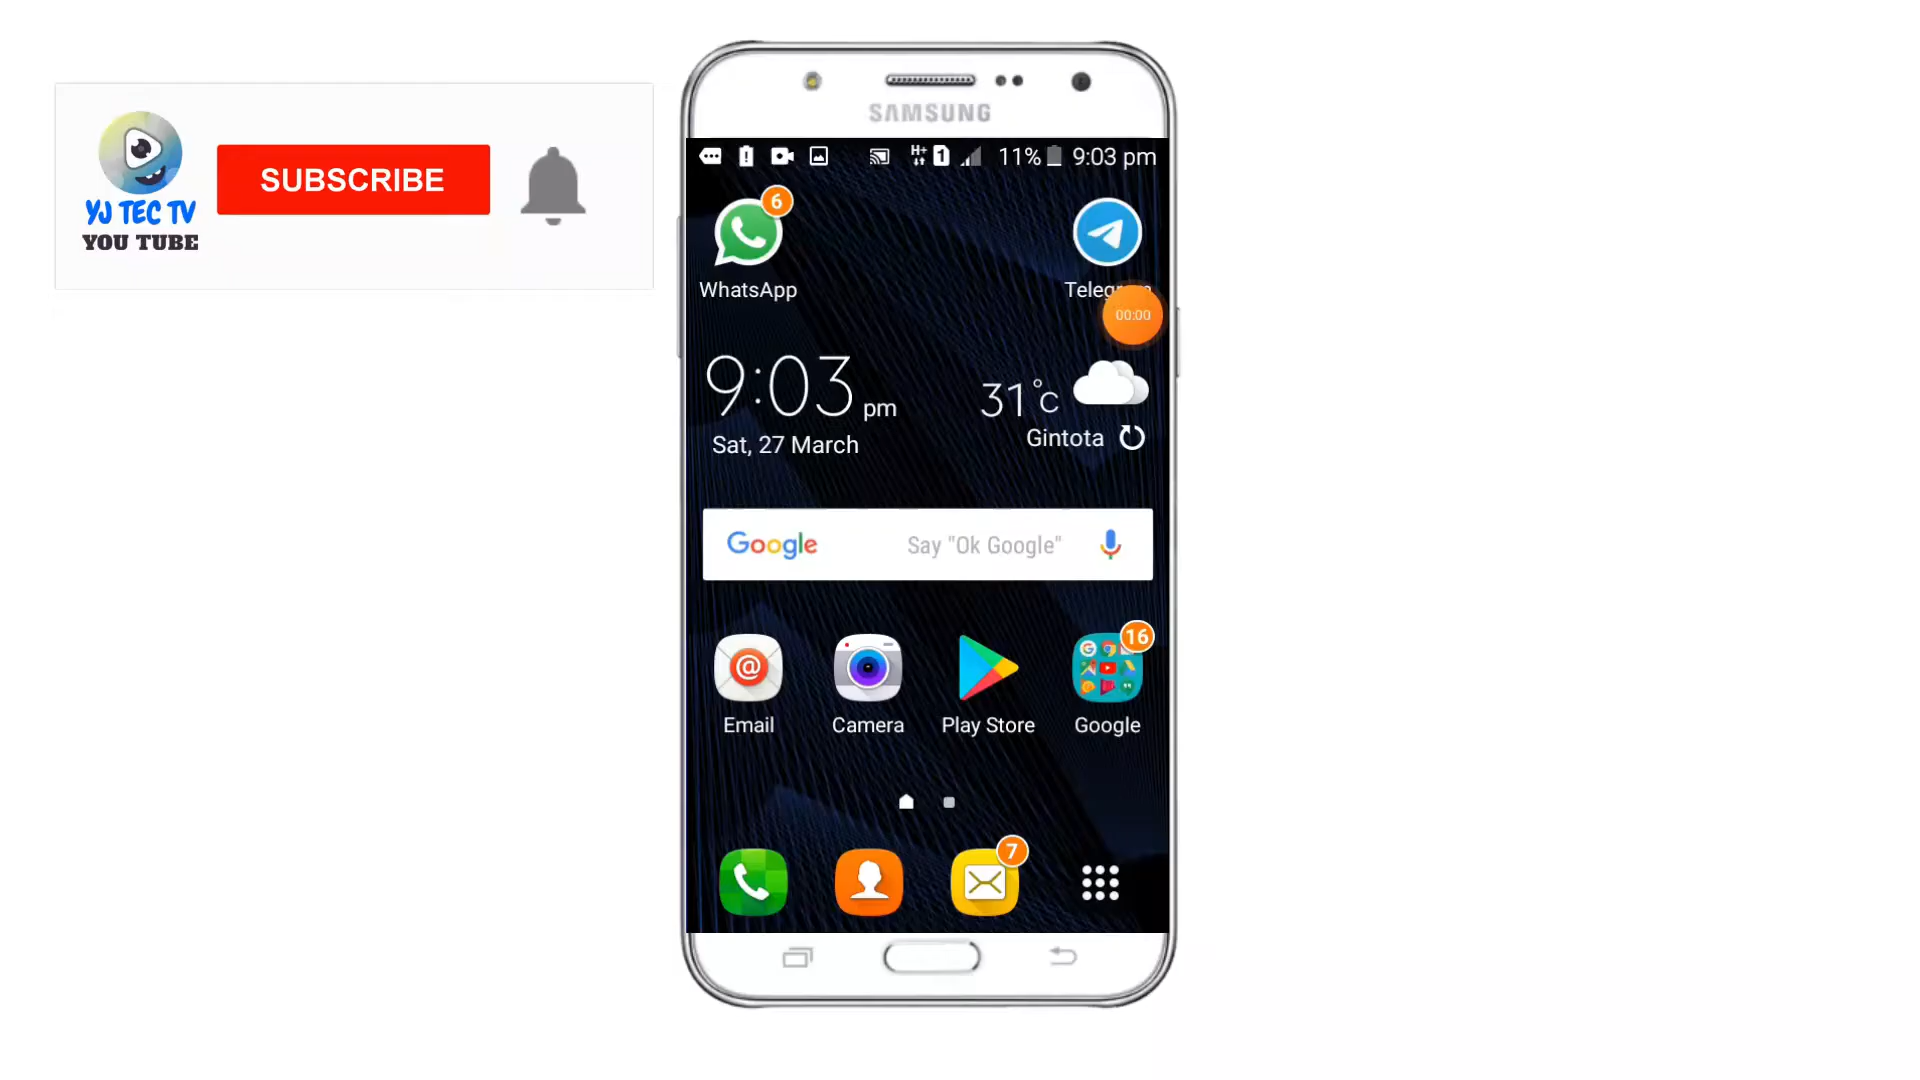 YJ TEC TV
YOU TUBE
SUBSCRIBE
SAMSUNG
H+ 1 11% 9:03 pm
6
WhatsApp
Telegram
00:00
9:03 pm
31°C
Sat, 27 March
Gintota
Google Say "Ok Google"
16
Email Camera Play Store Google
7